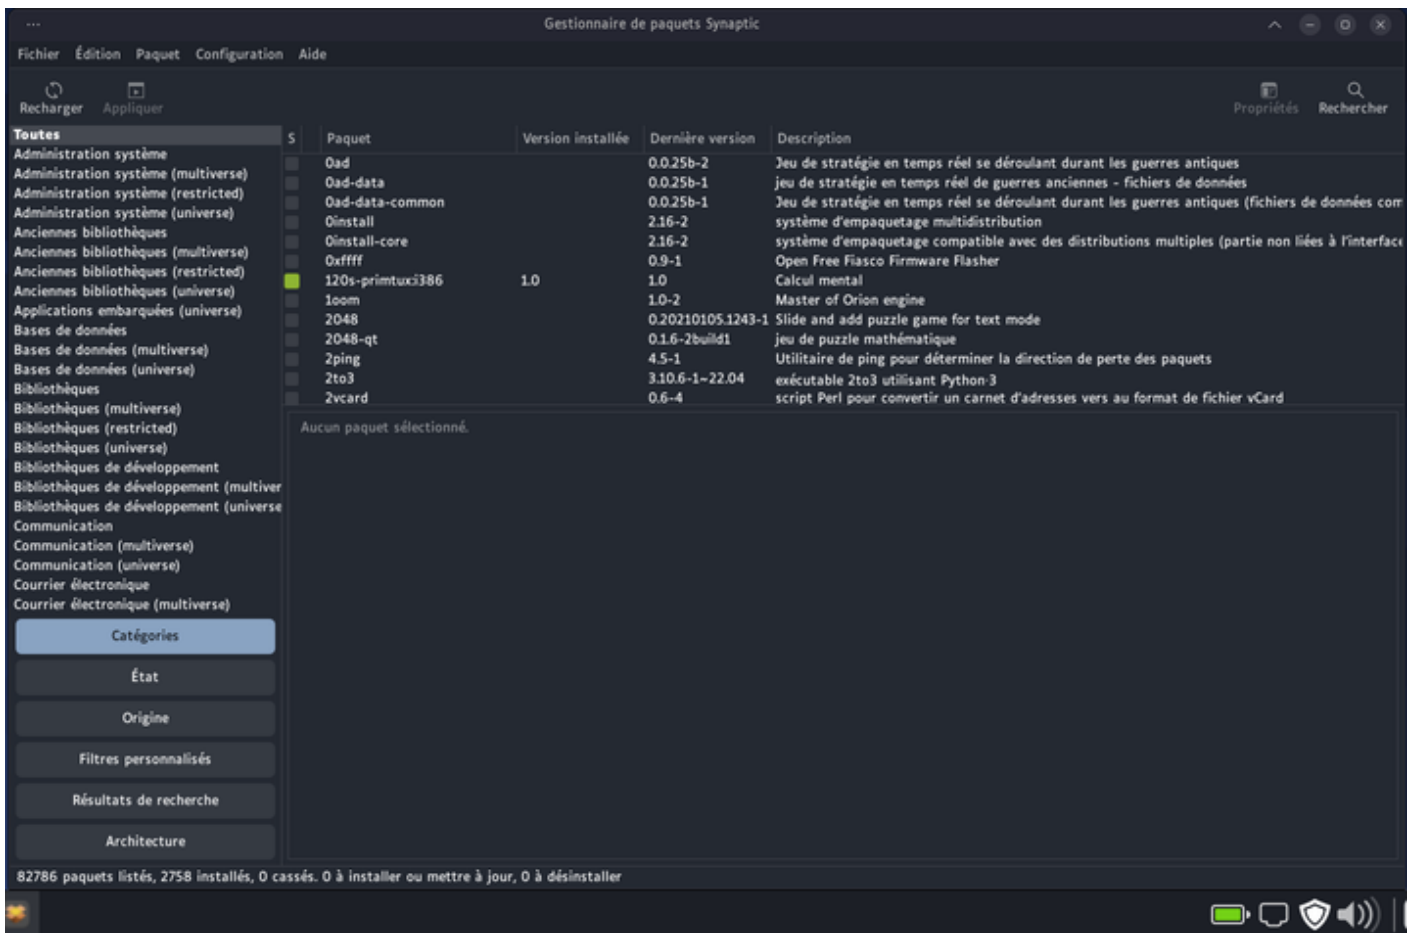 Gestionnaire de paquets Synaptic
Fichier Édition Paquet Configuration Aide
Recharger Appliquer Propriétés Rechercher
Toutes
Administration système
Administration système (multiverse)
Administration système (restricted)
Administration système (universe)
Anciennes bibliothèques
Anciennes bibliothèques (multiverse)
Anciennes bibliothèques (restricted)
Anciennes bibliothèques (universe)
Applications embarquées (universe)
Bases de données
Bases de données (multiverse)
Bases de données (universe)
Bibliothèques
Bibliothèques (multiverse)
Bibliothèques (restricted)
Bibliothèques (universe)
Bibliothèques de développement
Bibliothèques de développement (multiver
Bibliothèques de développement (universe
Communication
Communication (multiverse)
Communication (universe)
Courrier électronique
Courrier électronique (multiverse)
Catégories
État
Origine
Filtres personnalisés
Résultats de recherche
Architecture
S Paquet Version installée Dernière version Description
0ad 0.0.25b-2 Jeu de stratégie en temps réel se déroulant durant les guerres antiques
0ad-data 0.0.25b-1 jeu de stratégie en temps réel de guerres anciennes - fichiers de données
0ad-data-common 0.0.25b-1 Jeu de stratégie en temps réel se déroulant durant les guerres antiques (fichiers de données com
0install 2.16-2 système d'empaquetage multidistribution
0install-core 2.16-2 système d'empaquetage compatible avec des distributions multiples (partie non liées à l'interface
0xffff 0.9-1 Open Free Fiasco Firmware Flasher
120s-primtux:i386 1.0 1.0 Calcul mental
1oom 1.0-2 Master of Orion engine
2048 0.20210105.1243-1 Slide and add puzzle game for text mode
2048-qt 0.1.6-2build1 jeu de puzzle mathématique
2ping 4.5-1 Utilitaire de ping pour déterminer la direction de perte des paquets
2to3 3.10.6-1~22.04 exécutable 2to3 utilisant Python·3
2vcard 0.6-4 script Perl pour convertir un carnet d'adresses vers au format de fichier vCard
Aucun paquet sélectionné.
82786 paquets listés, 2758 installés, 0 cassés. 0 à installer ou mettre à jour, 0 à désinstaller